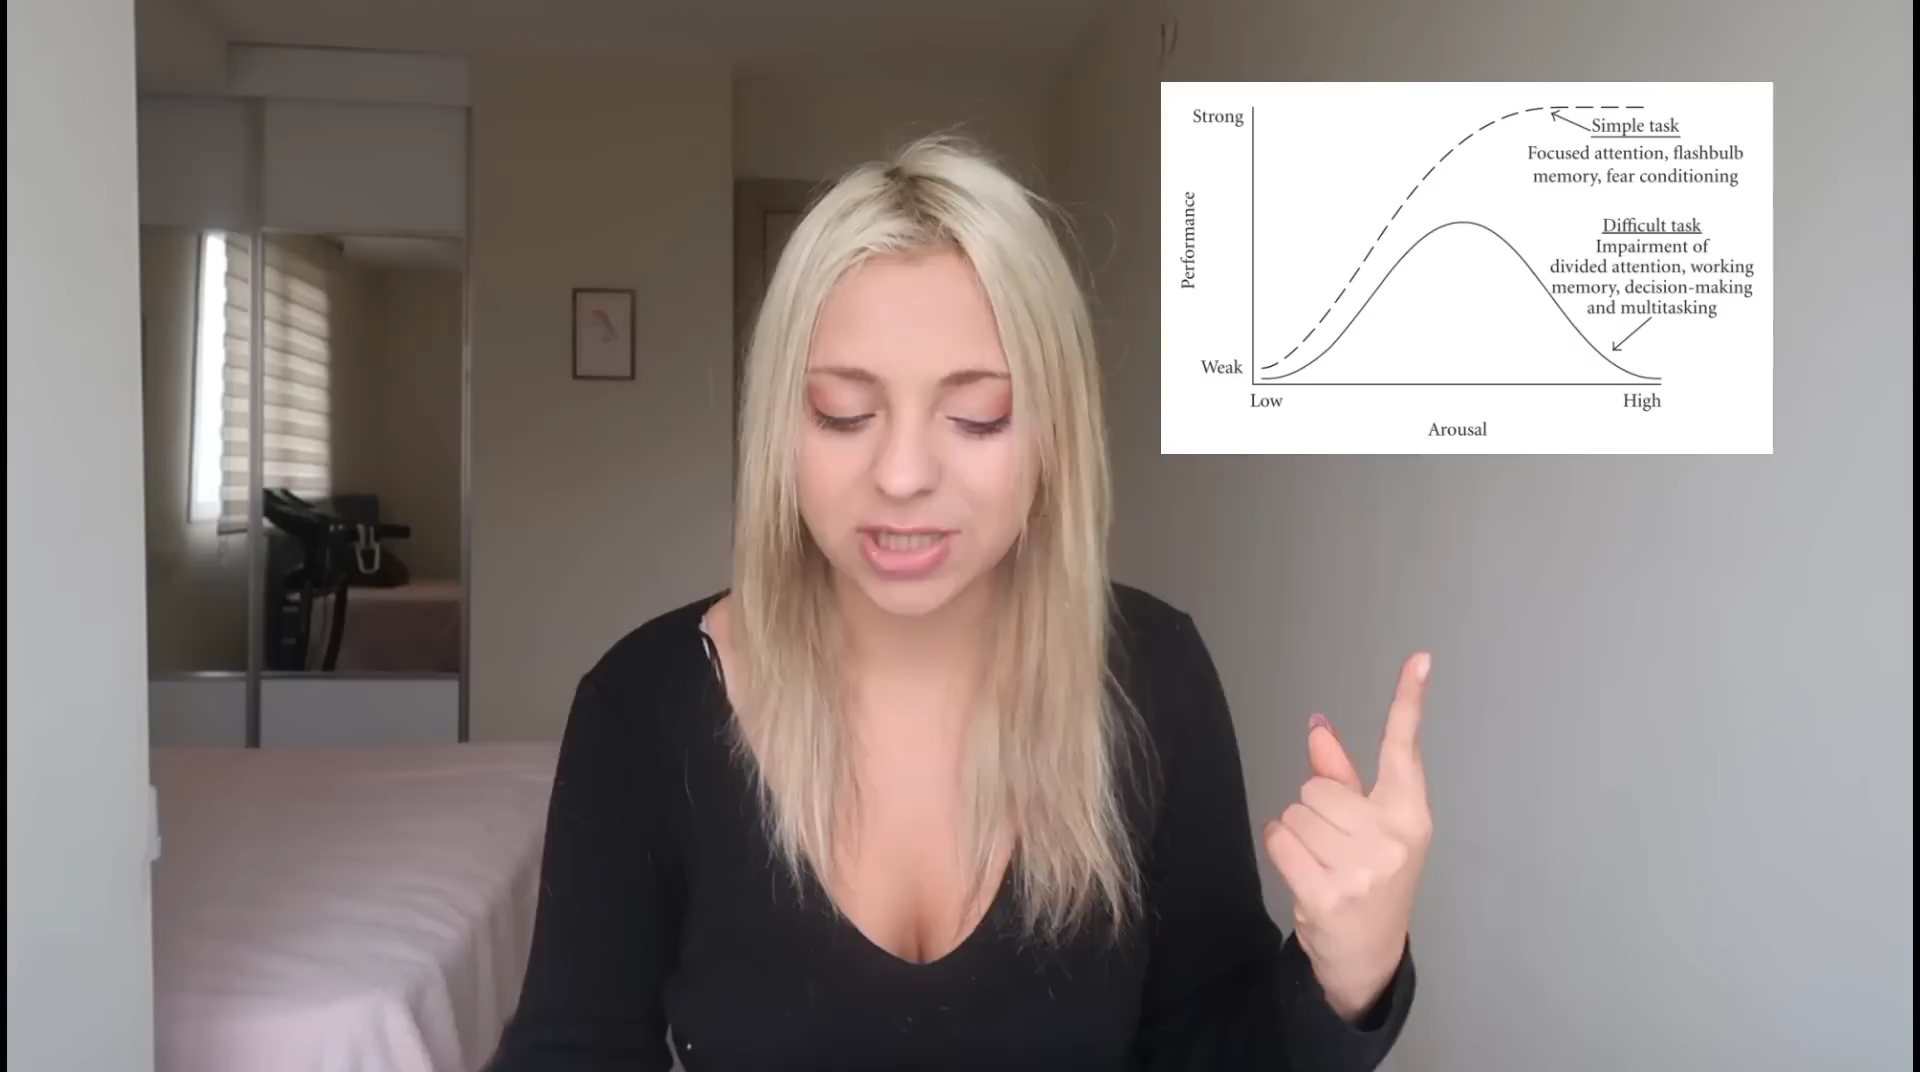 Strong
Simple task
Focused attention, flashbulb
memory, fear conditioning
Performance
Difficult task
Impairment of
divided attention, working
memory, decision-making
and multitasking
Weak
Low
High
Arousal